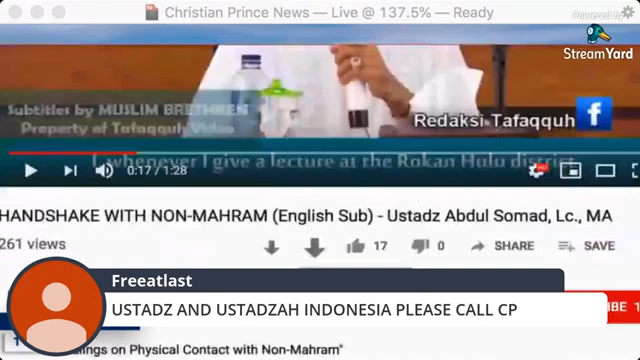 Christian Prince News — Live @ 137.5% — Ready
Powered by
StreamYard
Subtitles by MUSLIM BRETHREN
Property of Tafaqquh Video
Redaksi Tafaqquh
I, whenever I give a lecture at the Rokan Hulu district
0:17 / 1:28
HANDSHAKE WITH NON-MAHRAM (English Sub) - Ustadz Abdul Somad, Lc., MA
261 views
17
0
SHARE
SAVE
Freeatlast
USTADZ AND USTADZAH INDONESIA PLEASE CALL CP
on Physical Contact with Non-Mahram"